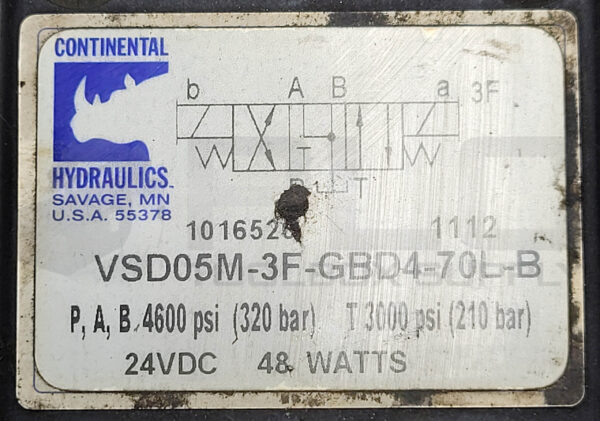 CONTINENTAL
b A B a 3F
T
T
HYDRAULICS™
SAVAGE, MN
U.S.A. 55378
1112
VSD05M-3F-GBD4-70L-B
P, A, B 4600 psi (320 bar) T 3000 psi (210 bar)
24VDC 48 WATTS